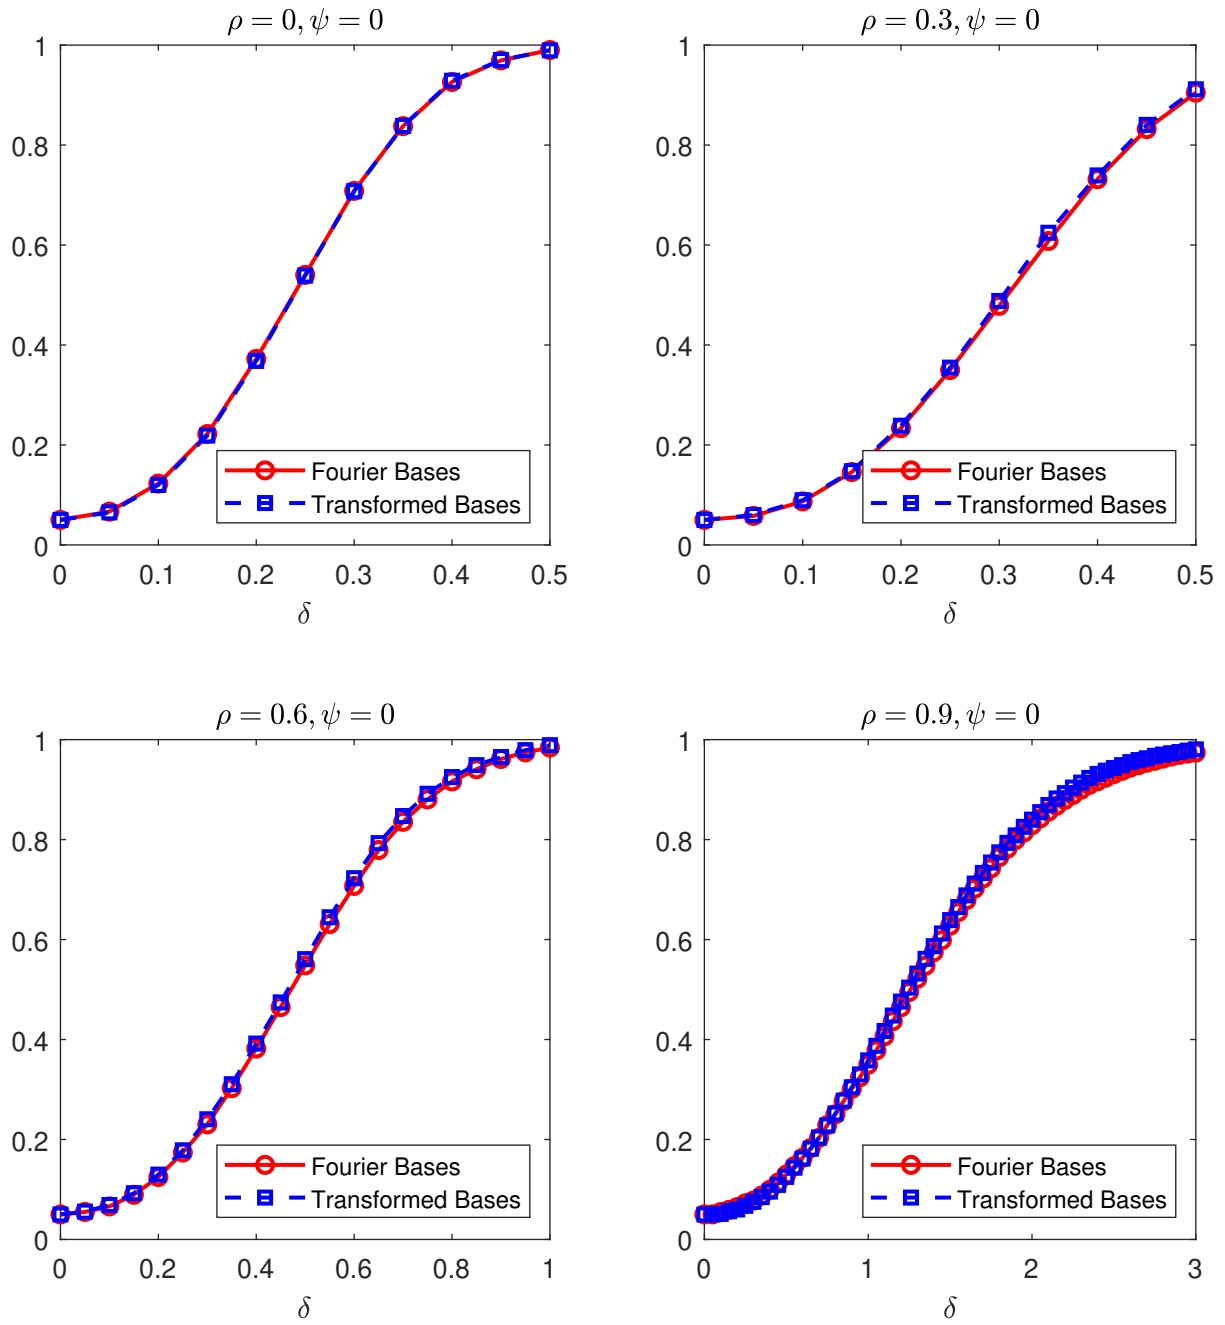 ρ = 0, ψ = 0
1
0.8
0.6
0.4
0.2
0
0 0.1 0.2 0.3 0.4 0.5
δ
Fourier Bases
Transformed Bases
ρ = 0.3, ψ = 0
1
0.8
0.6
0.4
0.2
0
0 0.1 0.2 0.3 0.4 0.5
δ
Fourier Bases
Transformed Bases
ρ = 0.6, ψ = 0
1
0.8
0.6
0.4
0.2
0
0 0.2 0.4 0.6 0.8 1
δ
Fourier Bases
Transformed Bases
ρ = 0.9, ψ = 0
1
0.8
0.6
0.4
0.2
0
0 1 2 3
δ
Fourier Bases
Transformed Bases